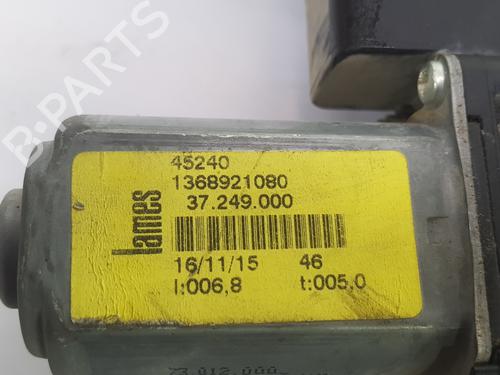 B-PARTS
lames
45240
1368921080
37.249.000
16/11/15 46
I:006,8 t:005,0